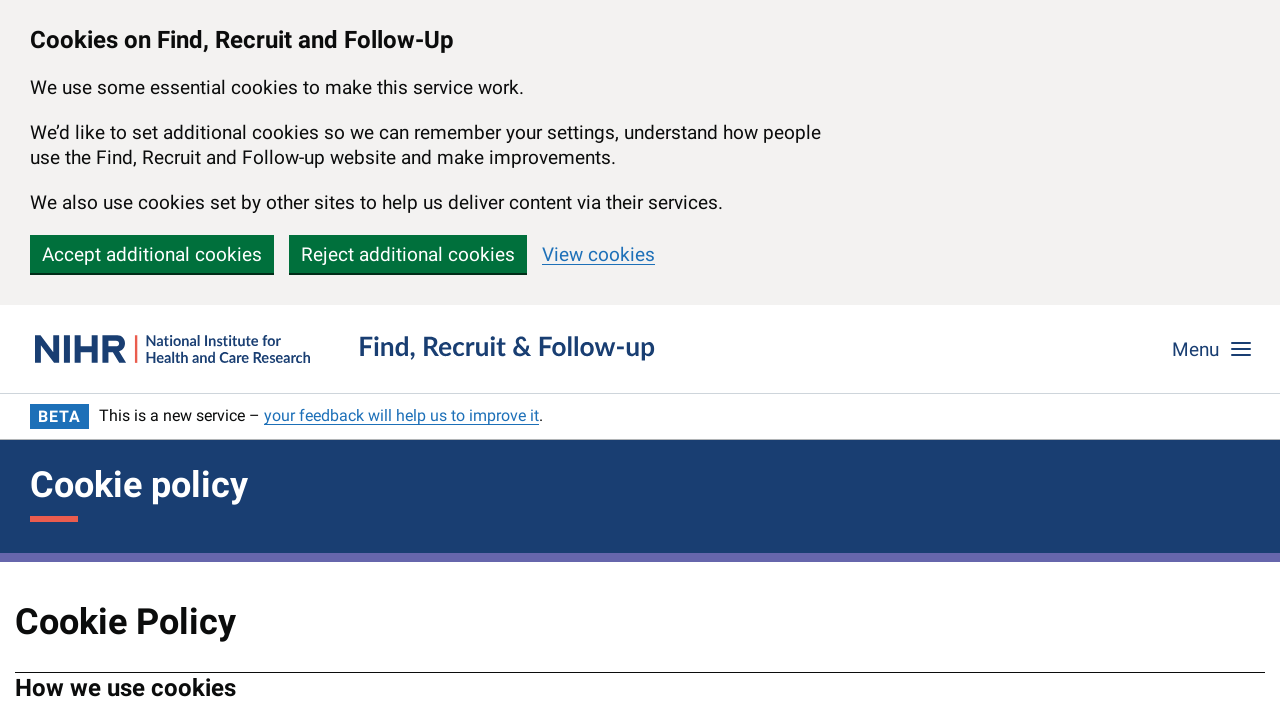 Cookies on Find, Recruit and Follow-Up
We use some essential cookies to make this service work.
We’d like to set additional cookies so we can remember your settings, understand how people
use the Find, Recruit and Follow-up website and make improvements.
We also use cookies set by other sites to help us deliver content via their services.
Accept additional cookies
Reject additional cookies
View cookies
NIHR
National Institute for
Health and Care Research
Find, Recruit & Follow-up
Menu
BETA
This is a new service – your feedback will help us to improve it.
Cookie policy
Cookie Policy
How we use cookies